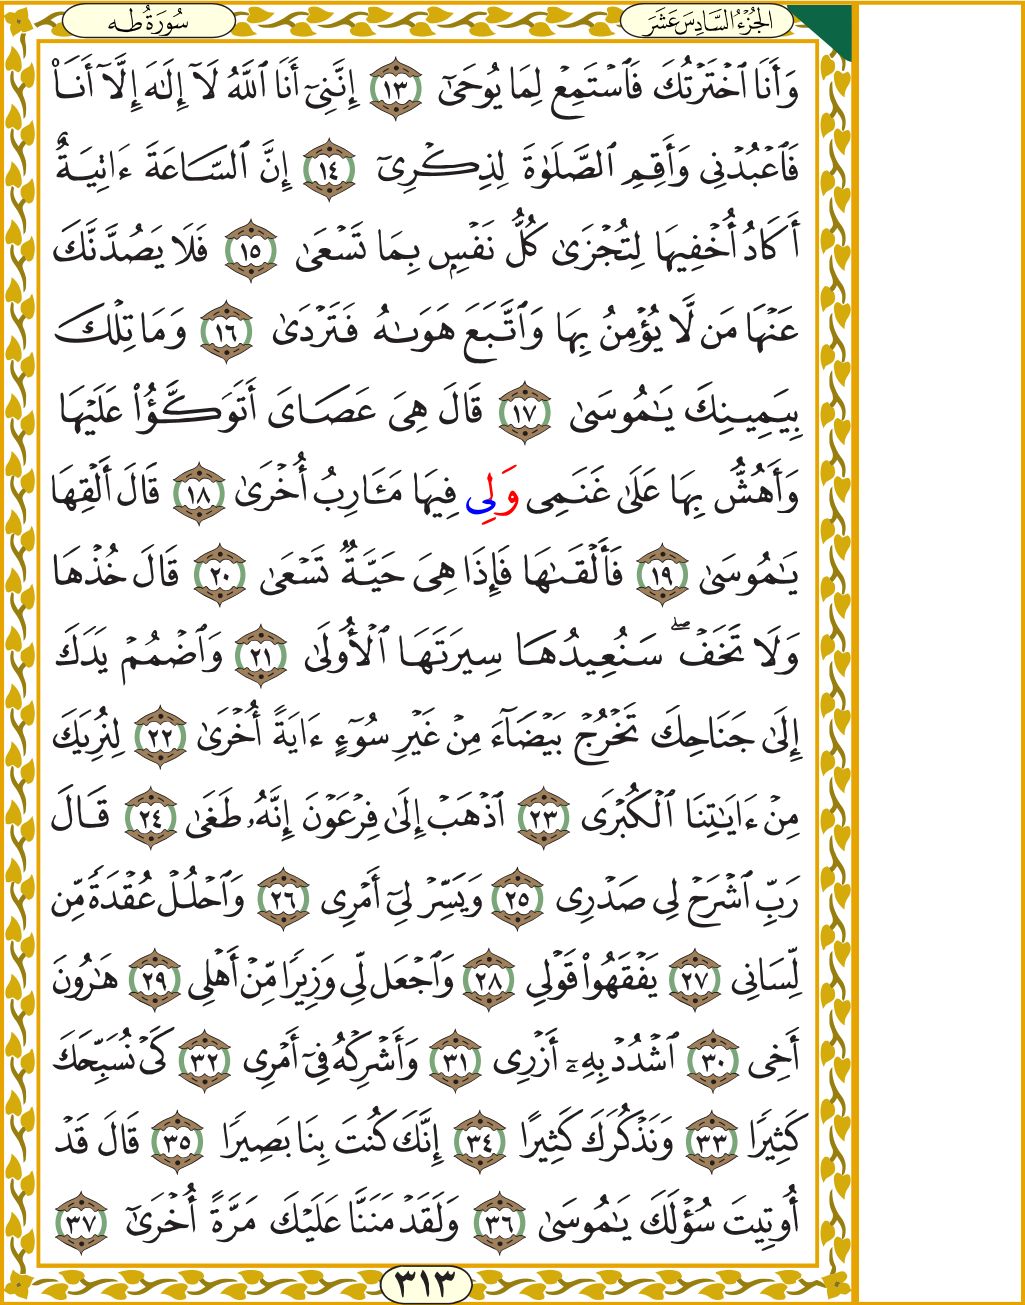 الجُزْءُ السَّادِسَ عَشَرَ
سُورَةُ طه
وَأَنَا ٱخْتَرْتُكَ فَٱسْتَمِعْ لِمَا يُوحَىٰٓ ١٣ إِنَّنِىٓ أَنَا ٱللَّهُ لَآ إِلَـٰهَ إِلَّآ أَنَا۠
فَٱعْبُدْنِى وَأَقِمِ ٱلصَّلَوٰةَ لِذِكْرِىٓ ١٤ إِنَّ ٱلسَّاعَةَ ءَاتِيَةٌ
أَكَادُ أُخْفِيهَا لِتُجْزَىٰ كُلُّ نَفْسٍۭ بِمَا تَسْعَىٰ ١٥ فَلَا يَصُدَّنَّكَ
عَنْهَا مَن لَّا يُؤْمِنُ بِهَا وَٱتَّبَعَ هَوَىٰهُ فَتَرْدَىٰ ١٦ وَمَا تِلْكَ
بِيَمِينِكَ يَـٰمُوسَىٰ ١٧ قَالَ هِىَ عَصَاىَ أَتَوَكَّؤُا۟ عَلَيْهَا
وَأَهُشُّ بِهَا عَلَىٰ غَنَمِى وَلِى فِيهَا مَـَٔارِبُ أُخْرَىٰ ١٨ قَالَ أَلْقِهَا
يَـٰمُوسَىٰ ١٩ فَأَلْقَىٰهَا فَإِذَا هِىَ حَيَّةٌ تَسْعَىٰ ٢٠ قَالَ خُذْهَا
وَلَا تَخَفْ ۖ سَنُعِيدُهَا سِيرَتَهَا ٱلْأُولَىٰ ٢١ وَٱضْمُمْ يَدَكَ
إِلَىٰ جَنَاحِكَ تَخْرُجْ بَيْضَآءَ مِنْ غَيْرِ سُوٓءٍ ءَايَةً أُخْرَىٰ ٢٢ لِنُرِيَكَ
مِنْ ءَايَـٰتِنَا ٱلْكُبْرَى ٢٣ ٱذْهَبْ إِلَىٰ فِرْعَوْنَ إِنَّهُۥ طَغَىٰ ٢٤ قَالَ
رَبِّ ٱشْرَحْ لِى صَدْرِى ٢٥ وَيَسِّرْ لِىٓ أَمْرِى ٢٦ وَٱحْلُلْ عُقْدَةً مِّن
لِّسَانِى ٢٧ يَفْقَهُوا۟ قَوْلِى ٢٨ وَٱجْعَل لِّى وَزِيرًا مِّنْ أَهْلِى ٢٩ هَـٰرُونَ
أَخِى ٣٠ ٱشْدُدْ بِهِۦٓ أَزْرِى ٣١ وَأَشْرِكْهُ فِىٓ أَمْرِى ٣٢ كَىْ نُسَبِّحَكَ
كَثِيرًا ٣٣ وَنَذْكُرَكَ كَثِيرًا ٣٤ إِنَّكَ كُنتَ بِنَا بَصِيرًا ٣٥ قَالَ قَدْ
أُوتِيتَ سُؤْلَكَ يَـٰمُوسَىٰ ٣٦ وَلَقَدْ مَنَنَّا عَلَيْكَ مَرَّةً أُخْرَىٰٓ ٣٧
٣١٣